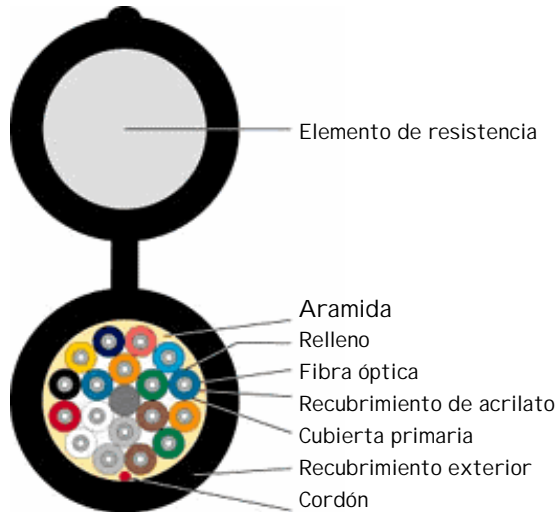 Elemento de resistencia
Aramida
Relleno
Fibra óptica
Recubrimiento de acrilato
Cubierta primaria
Recubrimiento exterior
Cordón